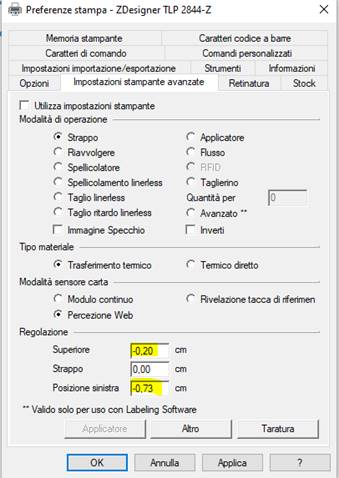 Preferenze stampa - ZDesigner TLP 2844-Z
Memoria stampante Caratteri codice a barre
Caratteri di comando Comandi personalizzati
Impostazioni importazione/esportazione Strumenti Informazioni
Opzioni Impostazioni stampante avanzate Retinatura Stock
Utilizza impostazioni stampante
Modalità di operazione
Strappo Applicatore
Riavvolgere Flusso
Spellicolatore RFID
Spellicolamento linerless Taglierino
Taglio linerless Quantità per 0
Taglio ritardo linerless Avanzato **
Immagine Specchio Inverti
Tipo materiale
Trasferimento termico Termico diretto
Modalità sensore carta
Modulo continuo Rivelazione tacca di riferimen
Percezione Web
Regolazione
Superiore -0,20 cm
Strappo 0,00 cm
Posizione sinistra -0,73 cm
** Valido solo per uso con Labeling Software
Applicatore Altro Taratura
OK Annulla Applica ?